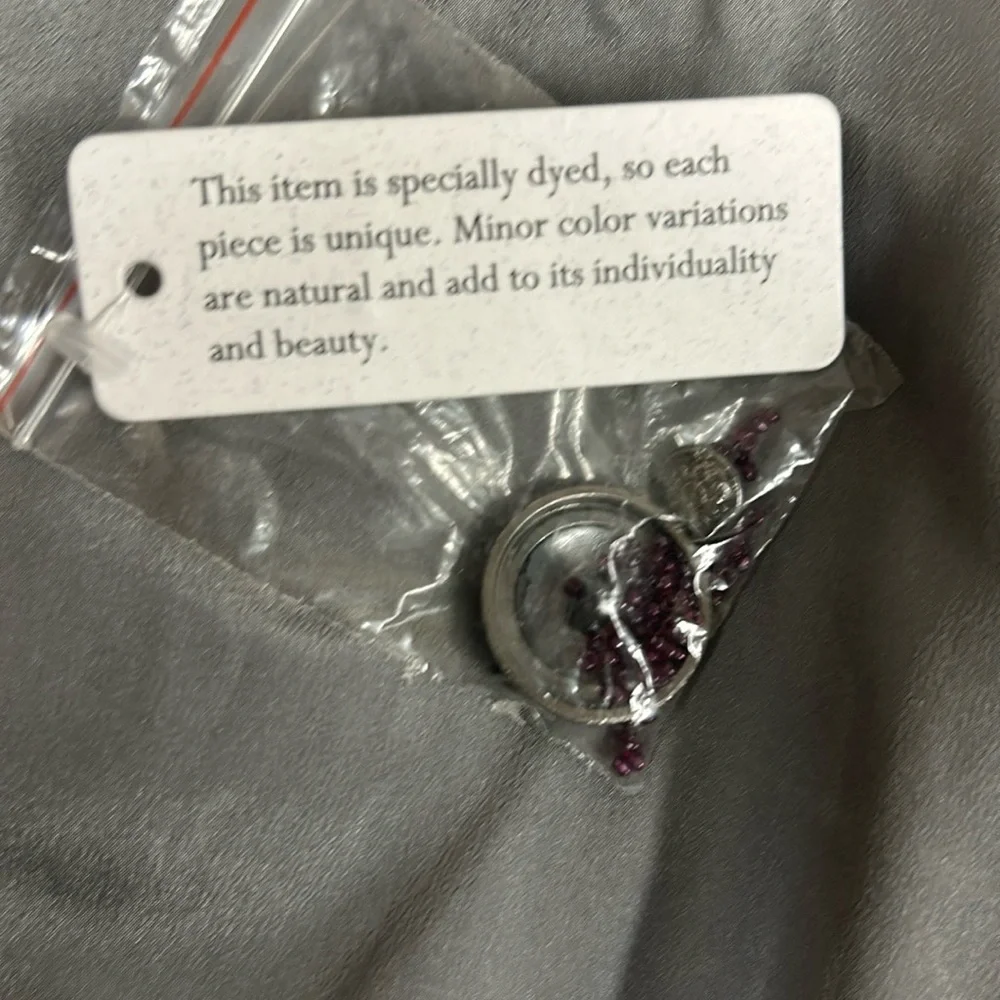 This item is specially dyed, so each
piece is unique. Minor color variations
are natural and add to its individuality
and beauty.